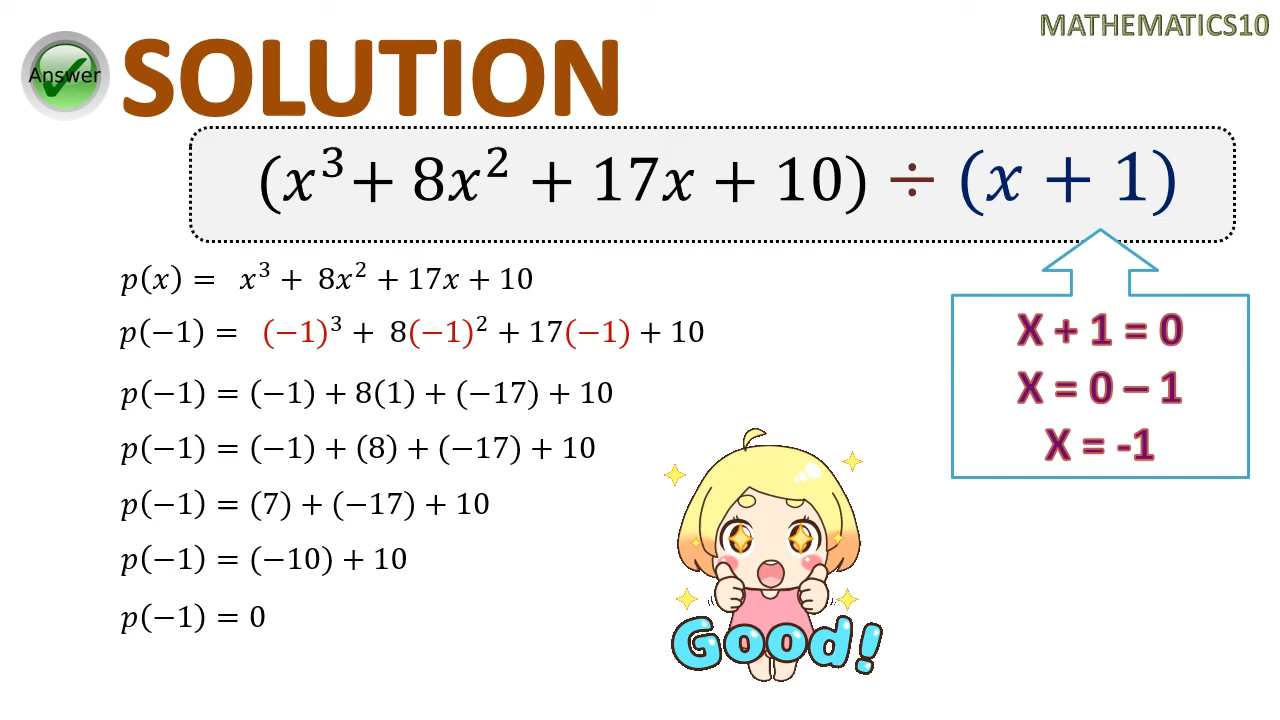 MATHEMATICS10
Answer
SOLUTION
(x³+ 8x² + 17x + 10) ÷ (x + 1)
p(x) = x³ + 8x² + 17x + 10
p(−1) = (−1)³ + 8(−1)² + 17(−1) + 10
p(−1) = (−1) + 8(1) + (−17) + 10
p(−1) = (−1) + (8) + (−17) + 10
p(−1) = (7) + (−17) + 10
p(−1) = (−10) + 10
p(−1) = 0
X + 1 = 0
X = 0 – 1
X = -1
Good!